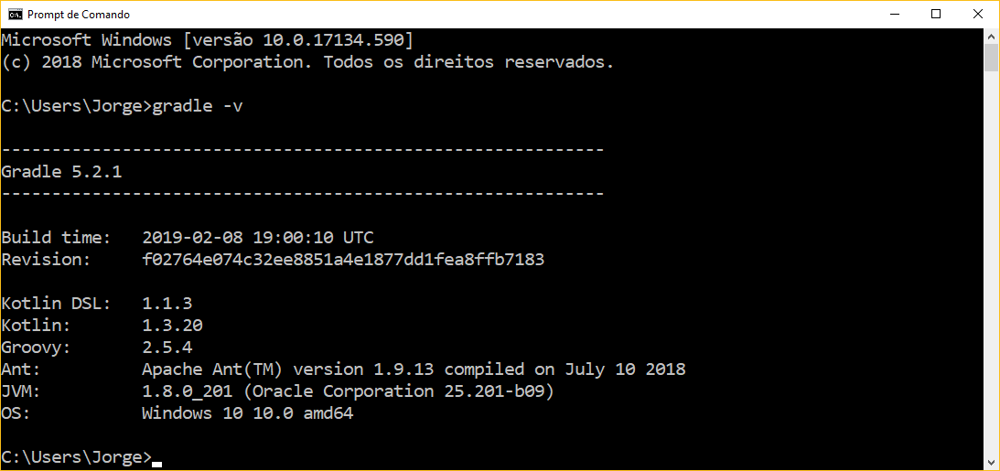 Prompt de Comando
Microsoft Windows [versão 10.0.17134.590]
(c) 2018 Microsoft Corporation. Todos os direitos reservados.
C:\Users\Jorge>gradle -v
------------------------------------------------------------
Gradle 5.2.1
------------------------------------------------------------
Build time:   2019-02-08 19:00:10 UTC
Revision:     f02764e074c32ee8851a4e1877dd1fea8ffb7183
Kotlin DSL:   1.1.3
Kotlin:       1.3.20
Groovy:       2.5.4
Ant:          Apache Ant(TM) version 1.9.13 compiled on July 10 2018
JVM:          1.8.0_201 (Oracle Corporation 25.201-b09)
OS:           Windows 10 10.0 amd64
C:\Users\Jorge>